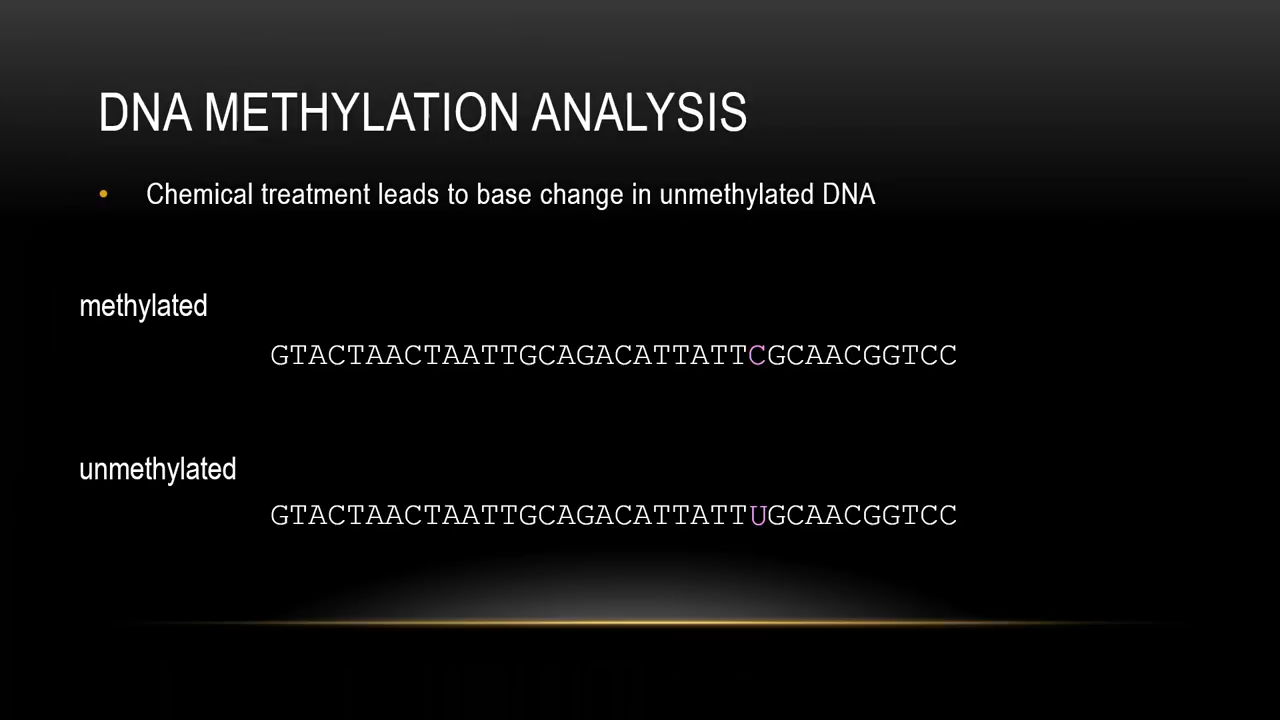 DNA METHYLATION ANALYSIS
• Chemical treatment leads to base change in unmethylated DNA
methylated
GTACTAACTAATTGCAGACATTATTCGCAACGGTCC
unmethylated
GTACTAACTAATTGCAGACATTATTUGCAACGGTCC